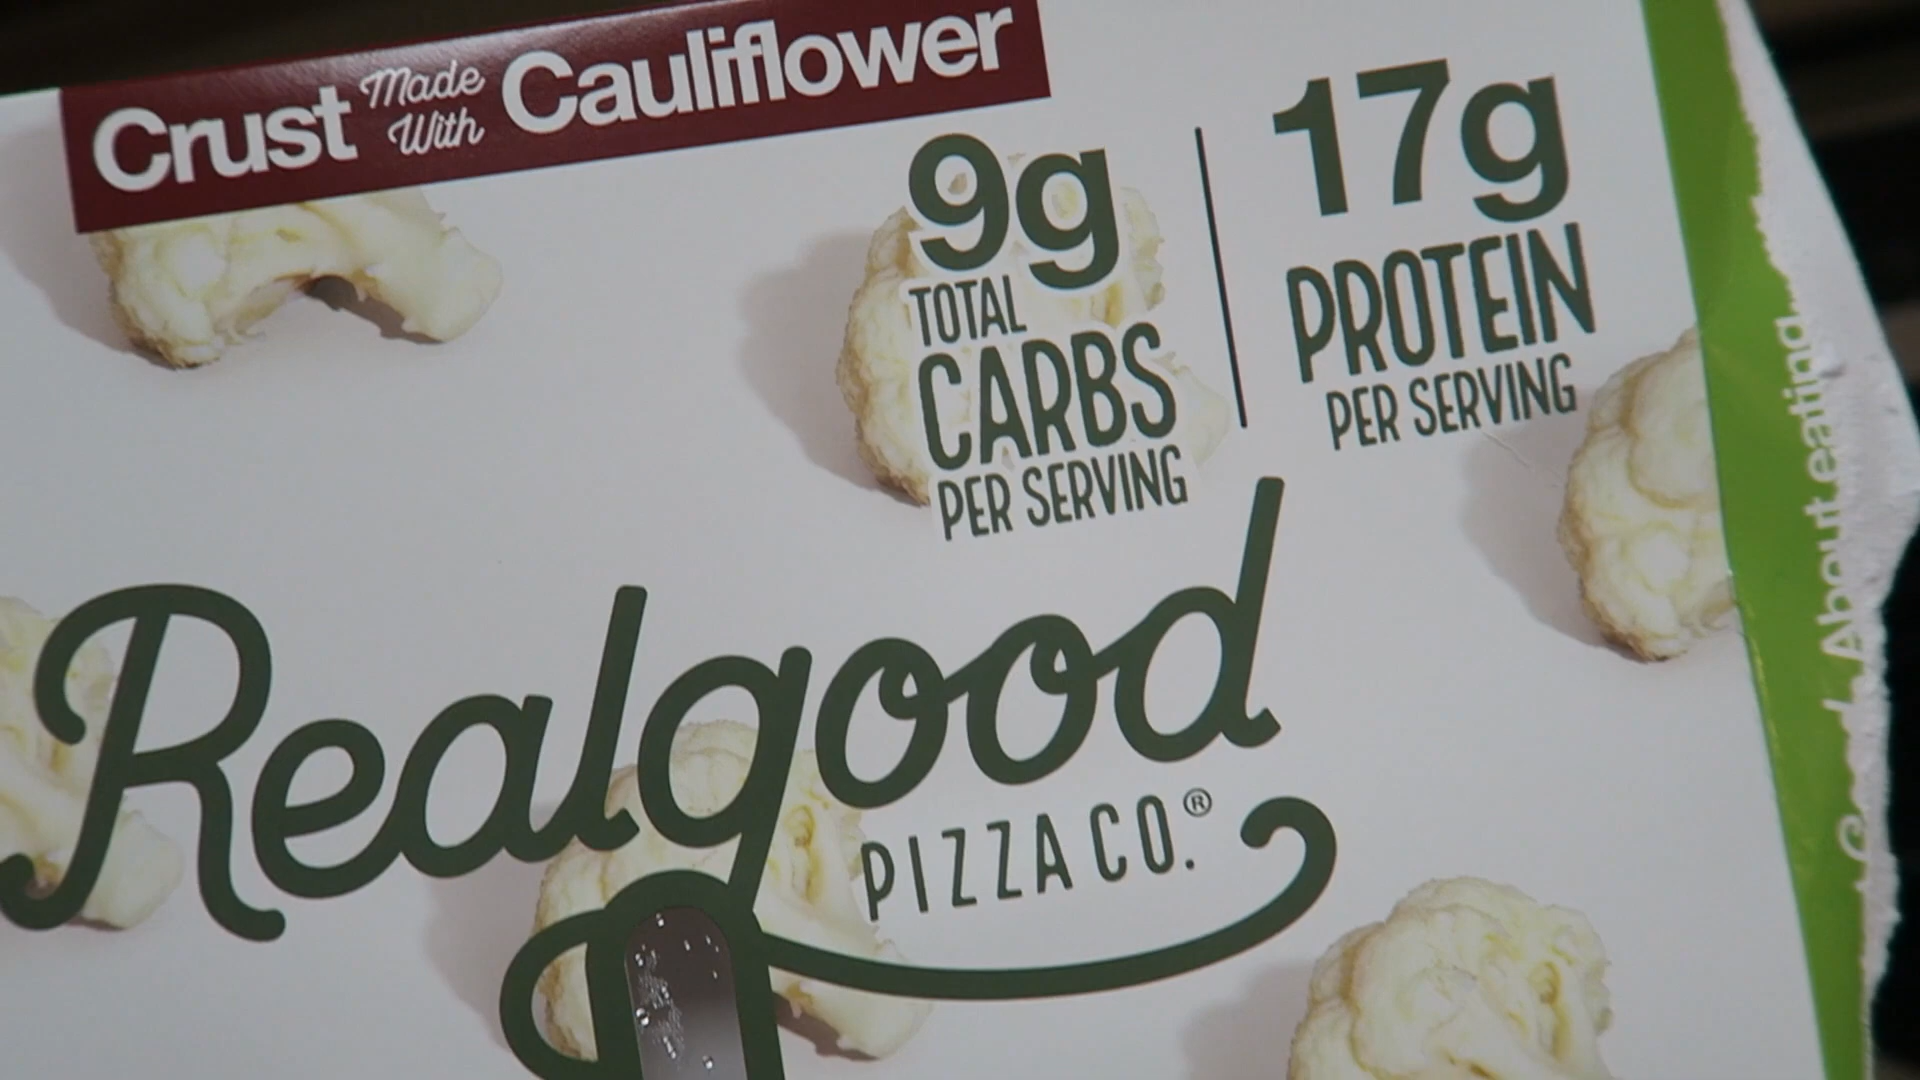 Crust Made With Cauliflower
9g
TOTAL
CARBS
PER SERVING
17g
PROTEIN
PER SERVING
Realgood
PIZZA CO.®
About eating